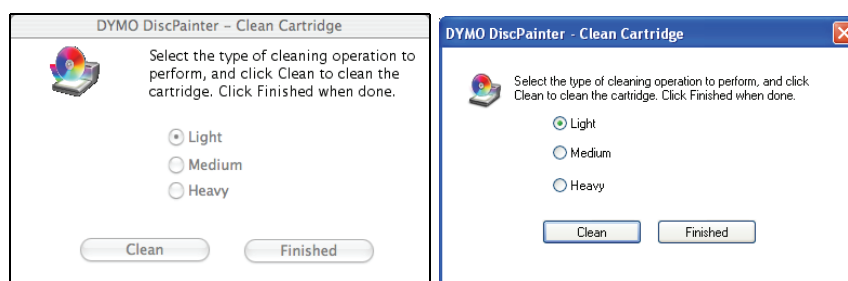 DYMO DiscPainter – Clean Cartridge
Select the type of cleaning operation to
perform, and click Clean to clean the
cartridge. Click Finished when done.
Light
Medium
Heavy
Clean
Finished
DYMO DiscPainter - Clean Cartridge
Select the type of cleaning operation to perform, and click
Clean to clean the cartridge. Click Finished when done.
Light
Medium
Heavy
Clean
Finished